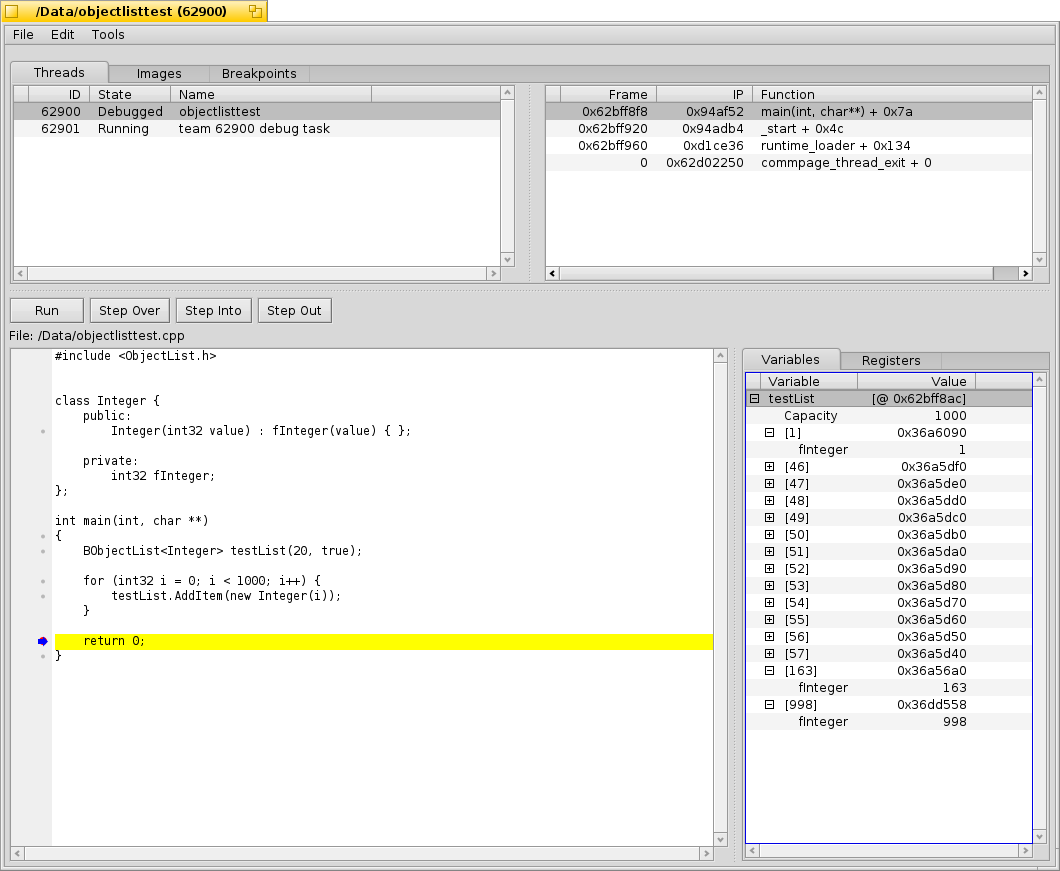 /Data/objectlisttest (62900)
File Edit Tools
Threads Images Breakpoints
ID State Name
62900 Debugged objectlisttest
62901 Running team 62900 debug task
Frame IP Function
0x62bff8f8 0x94af52 main(int, char**) + 0x7a
0x62bff920 0x94adb4 _start + 0x4c
0x62bff960 0xd1ce36 runtime_loader + 0x134
0 0x62d02250 commpage_thread_exit + 0
Run Step Over Step Into Step Out
File: /Data/objectlisttest.cpp
#include <ObjectList.h>
class Integer {
public:
Integer(int32 value) : fInteger(value) { };
private:
int32 fInteger;
};
int main(int, char **)
{
BObjectList<Integer> testList(20, true);
for (int32 i = 0; i < 1000; i++) {
testList.AddItem(new Integer(i));
}
return 0;
}
Variables Registers
Variable Value
testList [@ 0x62bff8ac]
Capacity 1000
[1] 0x36a6090
fInteger 1
[46] 0x36a5df0
[47] 0x36a5de0
[48] 0x36a5dd0
[49] 0x36a5dc0
[50] 0x36a5db0
[51] 0x36a5da0
[52] 0x36a5d90
[53] 0x36a5d80
[54] 0x36a5d70
[55] 0x36a5d60
[56] 0x36a5d50
[57] 0x36a5d40
[163] 0x36a56a0
fInteger 163
[998] 0x36dd558
fInteger 998